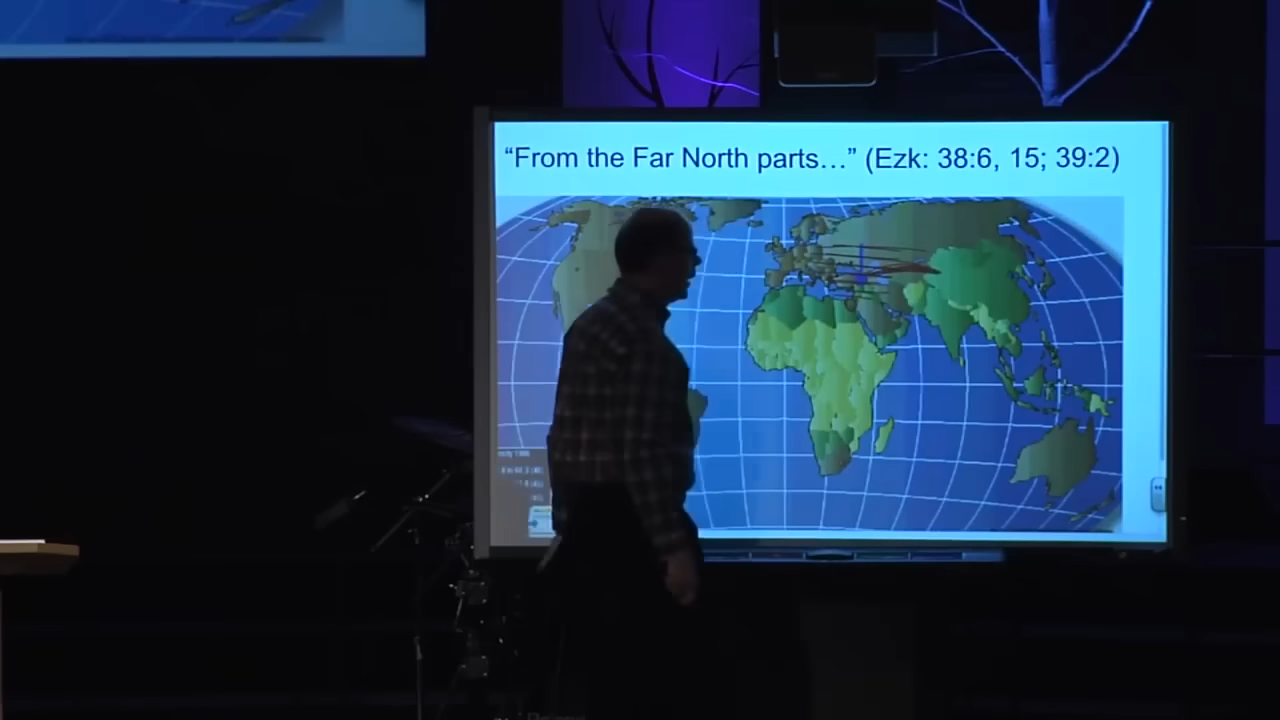 “From the Far North parts…” (Ezk: 38:6, 15; 39:2)